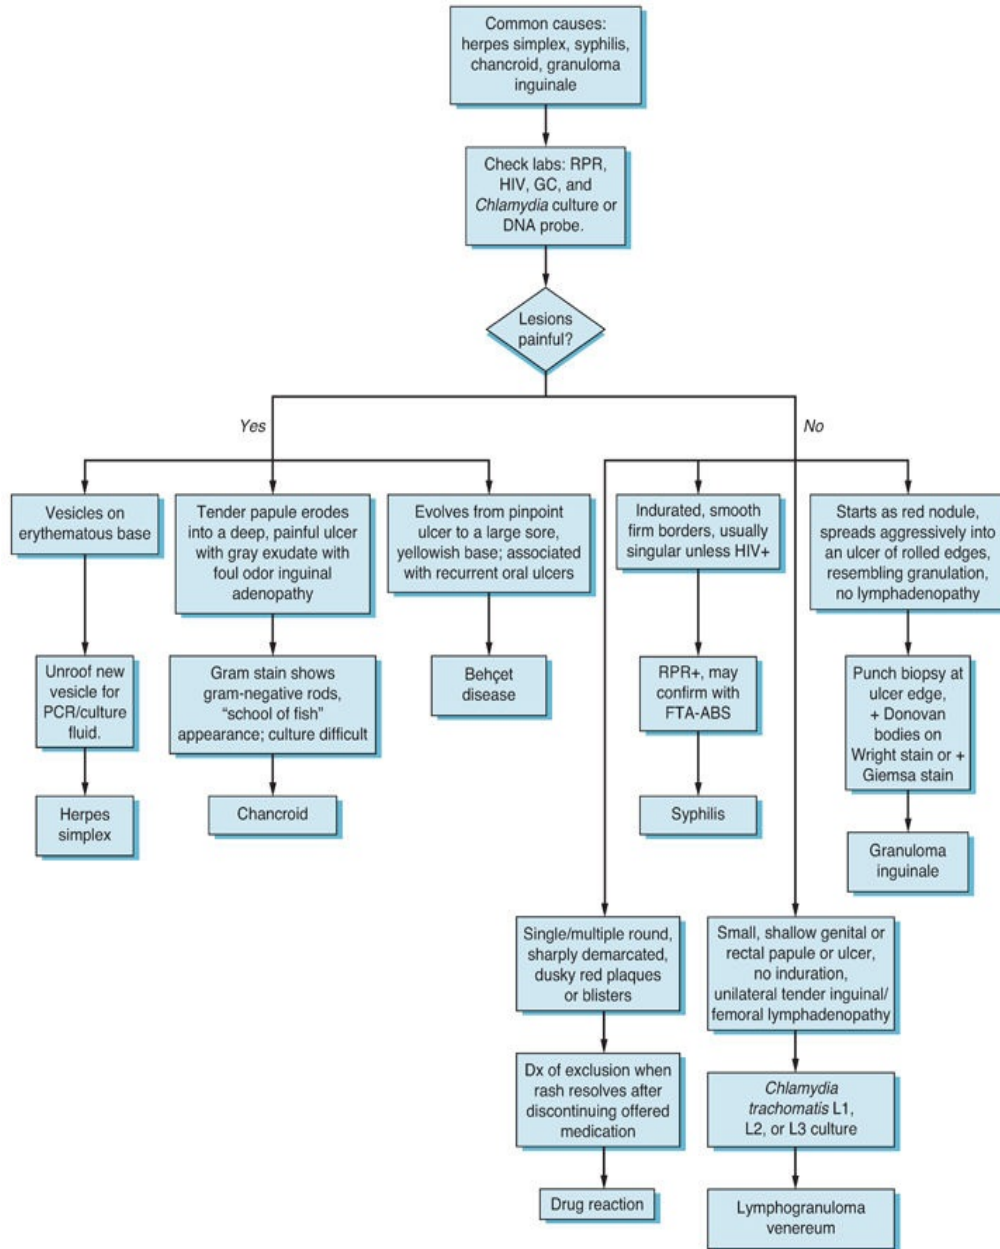 Common causes:
herpes simplex, syphilis,
chancroid, granuloma
inguinale
Check labs: RPR,
HIV, GC, and
Chlamydia culture or
DNA probe.
Lesions
painful?
Yes
No
Vesicles on
erythematous base
Tender papule erodes
into a deep, painful ulcer
with gray exudate with
foul odor inguinal
adenopathy
Evolves from pinpoint
ulcer to a large sore,
yellowish base; associated
with recurrent oral ulcers
Indurated, smooth
firm borders, usually
singular unless HIV+
Starts as red nodule,
spreads aggressively into
an ulcer of rolled edges,
resembling granulation,
no lymphadenopathy
Unroof new
vesicle for
PCR/culture
fluid.
Gram stain shows
gram-negative rods,
“school of fish”
appearance; culture difficult
Behçet
disease
RPR+, may
confirm with
FTA-ABS
Punch biopsy at
ulcer edge,
+ Donovan
bodies on
Wright stain or +
Giemsa stain
Herpes
simplex
Chancroid
Syphilis
Granuloma
inguinale
Single/multiple round,
sharply demarcated,
dusky red plaques
or blisters
Small, shallow genital or
rectal papule or ulcer,
no induration,
unilateral tender inguinal/
femoral lymphadenopathy
Dx of exclusion when
rash resolves after
discontinuing offered
medication
Chlamydia
trachomatis L1,
L2, or L3 culture
Drug reaction
Lymphogranuloma
venereum